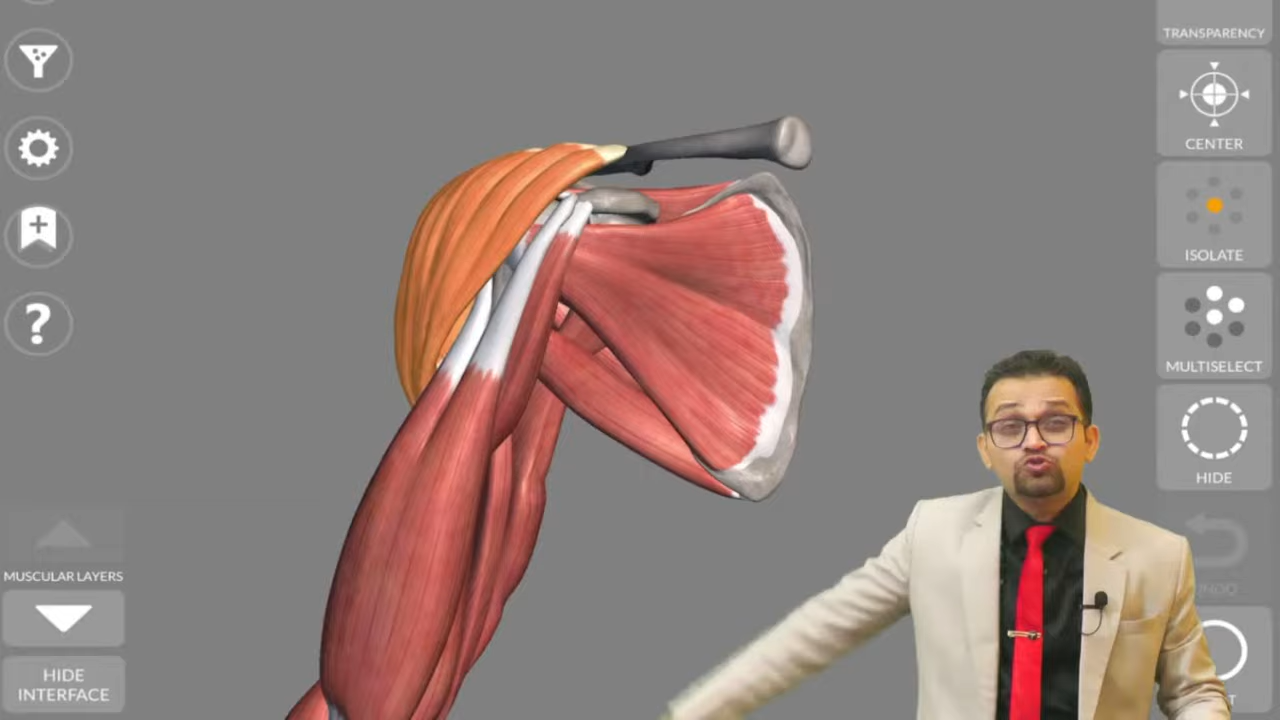 TRANSPARENCY
CENTER
ISOLATE
MULTISELECT
HIDE
?
MUSCULAR LAYERS
HIDE
INTERFACE